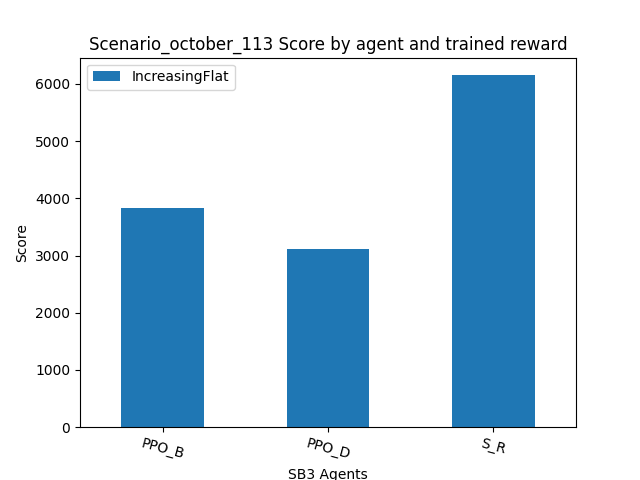 Scenario_october_113 Score by agent and trained reward
IncreasingFlat
Score
6000
5000
4000
3000
2000
1000
0
PPO_B
PPO_D
S_R
SB3 Agents